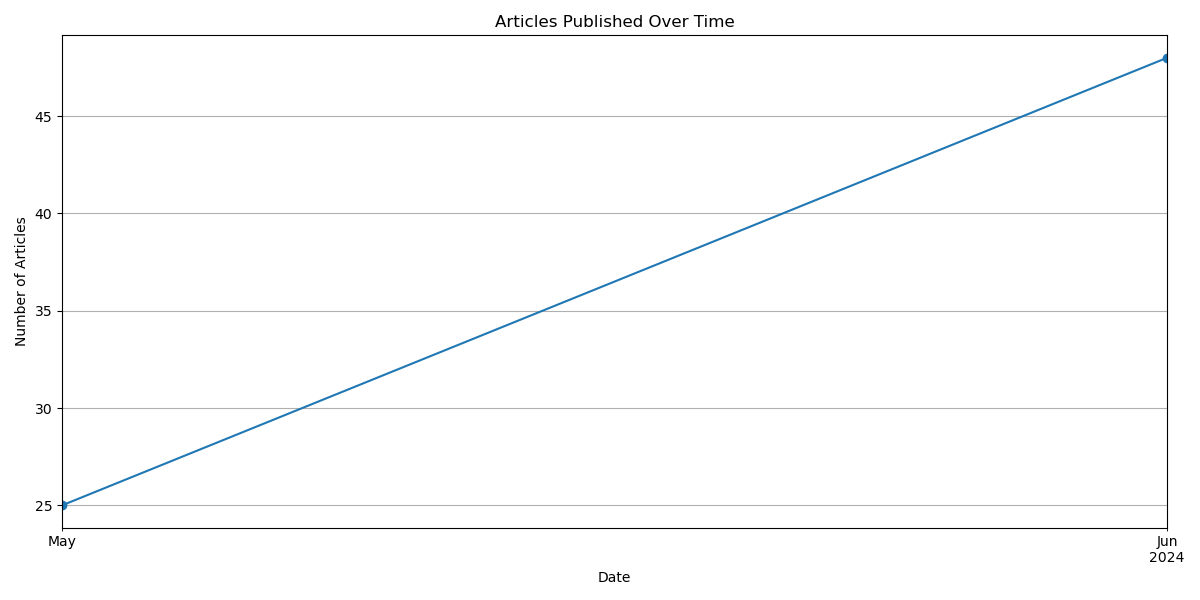 Articles Published Over Time
Number of Articles
45
40
35
30
25
May
Jun
2024
Date